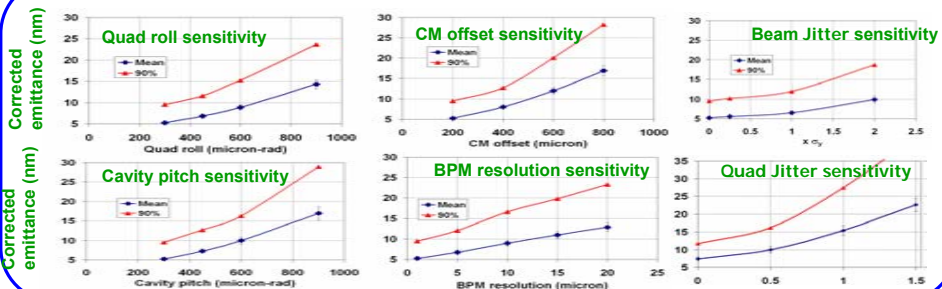 Corrected emittance (nm)
Quad roll sensitivity
Mean
90%
30
25
20
15
10
5
0 200 400 600 800 1000
Quad roll (micron-rad)
CM offset sensitivity
Mean
90%
30
25
20
15
10
5
0 200 400 600 800 1000
CM offset (micron)
Beam Jitter sensitivity
Mean
90%
30
25
20
15
10
5
0 0.5 1 1.5 2 2.5
x σy
Corrected emittance (nm)
Cavity pitch sensitivity
Mean
90%
30
25
20
15
10
5
0 200 400 600 800 1000
Cavity pitch (micron-rad)
BPM resolution sensitivity
Mean
90%
30
25
20
15
10
5
0 5 10 15 20 25
BPM resolution (micron)
Quad Jitter sensitivity
35
30
25
20
15
10
5
0 0.5 1 1.5